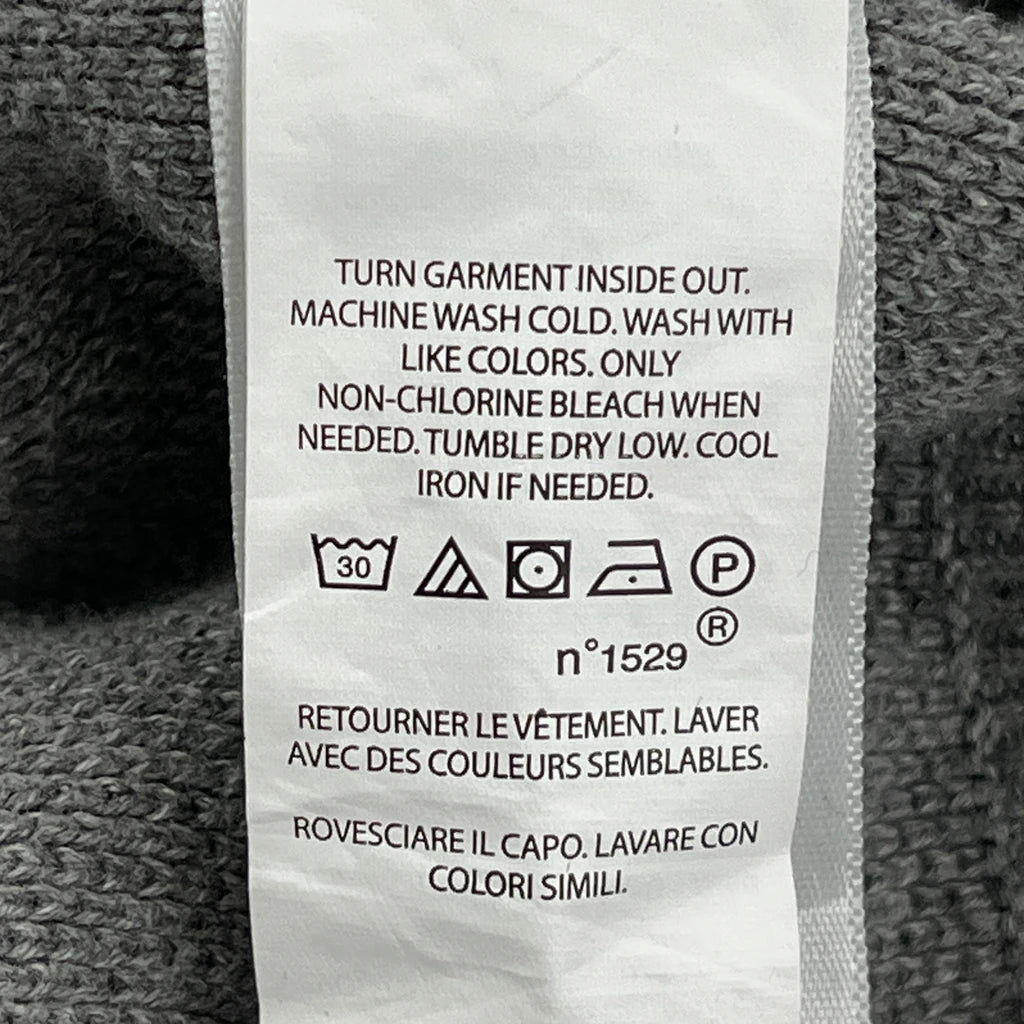 TURN GARMENT INSIDE OUT.
MACHINE WASH COLD. WASH WITH
LIKE COLORS. ONLY
NON-CHLORINE BLEACH WHEN
NEEDED. TUMBLE DRY LOW. COOL
IRON IF NEEDED.
30 P
®
n°1529
RETOURNER LE VÊTEMENT. LAVER
AVEC DES COULEURS SEMBLABLES.
ROVESCIARE IL CAPO. LAVARE CON
COLORI SIMILI.